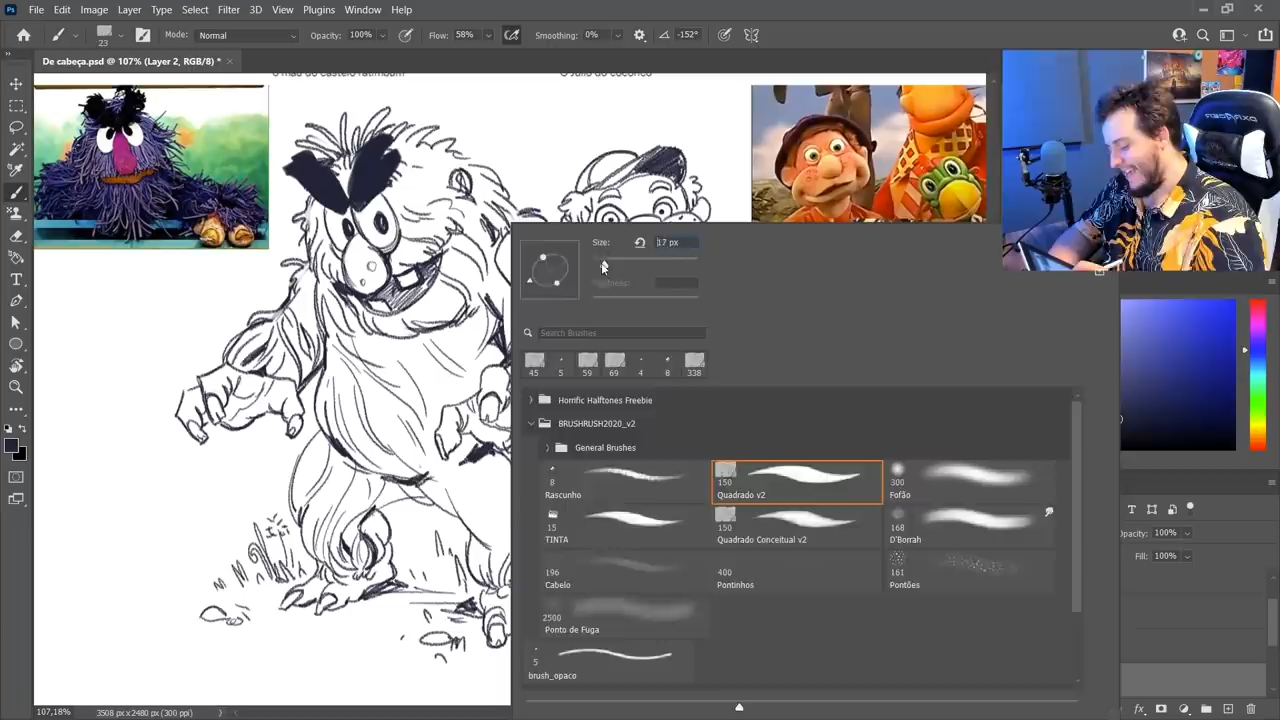 Ps File Edit Image Layer Type Select Filter 3D View Plugins Window Help
23 Mode: Normal Opacity: 100% Flow: 58% Smoothing: 0% -152°
De cabeça.psd @ 107% (Layer 2, RGB/8) *
Size: 17 px
Search Brushes
45 5 59 69 4 8 338
Horrific Halftones Freebie
BRUSHRUSH2020_v2
General Brushes
8 150 300
Rascunho Quadrado v2 Fofão
15 150 168
TINTA Quadrado Conceitual v2 D'Borrah
196 400 161
Cabelo Pontinhos Pontões
2500
Ponto de Fuga
5
brush_opaco
Opacity: 100%
Fill: 100%
107,18% 3508 px x 2480 px (300 ppi)